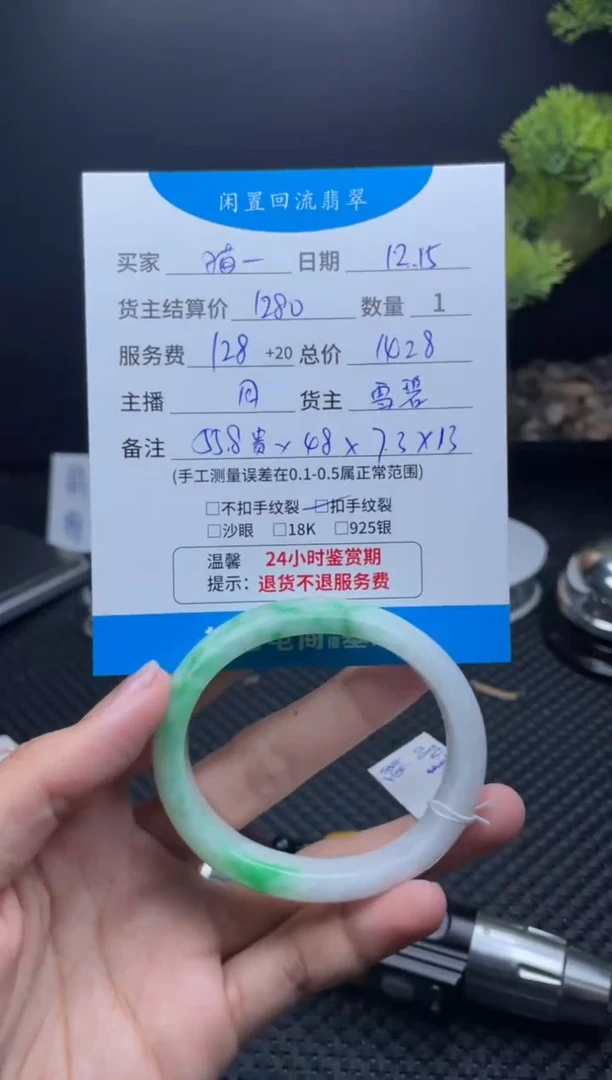 闲置回流翡翠
买家 猫一 日期 12.15
货主结算价 1280 数量 1
服务费 128 +20 总价 1428
主播 货主 雪碧
备注 55.8贵×48×7.3×13
(手工测量误差在0.1-0.5属正常范围)
□不扣手纹裂 □扣手纹裂
□沙眼 □18K □925银
温馨 24小时鉴赏期
提示: 退货不退服务费
电商